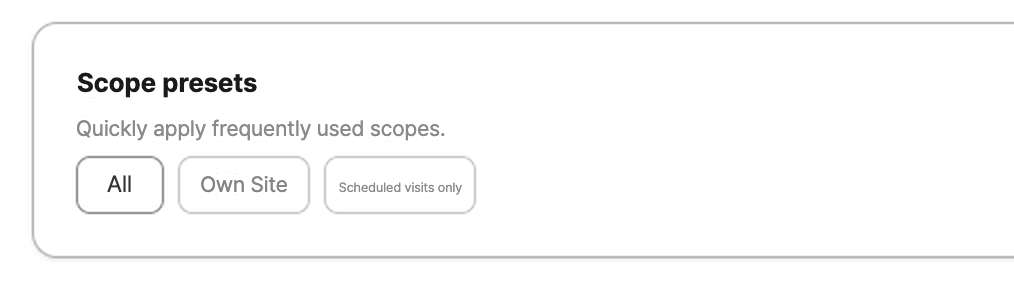 Scope presets
Quickly apply frequently used scopes.
All
Own Site
Scheduled visits only